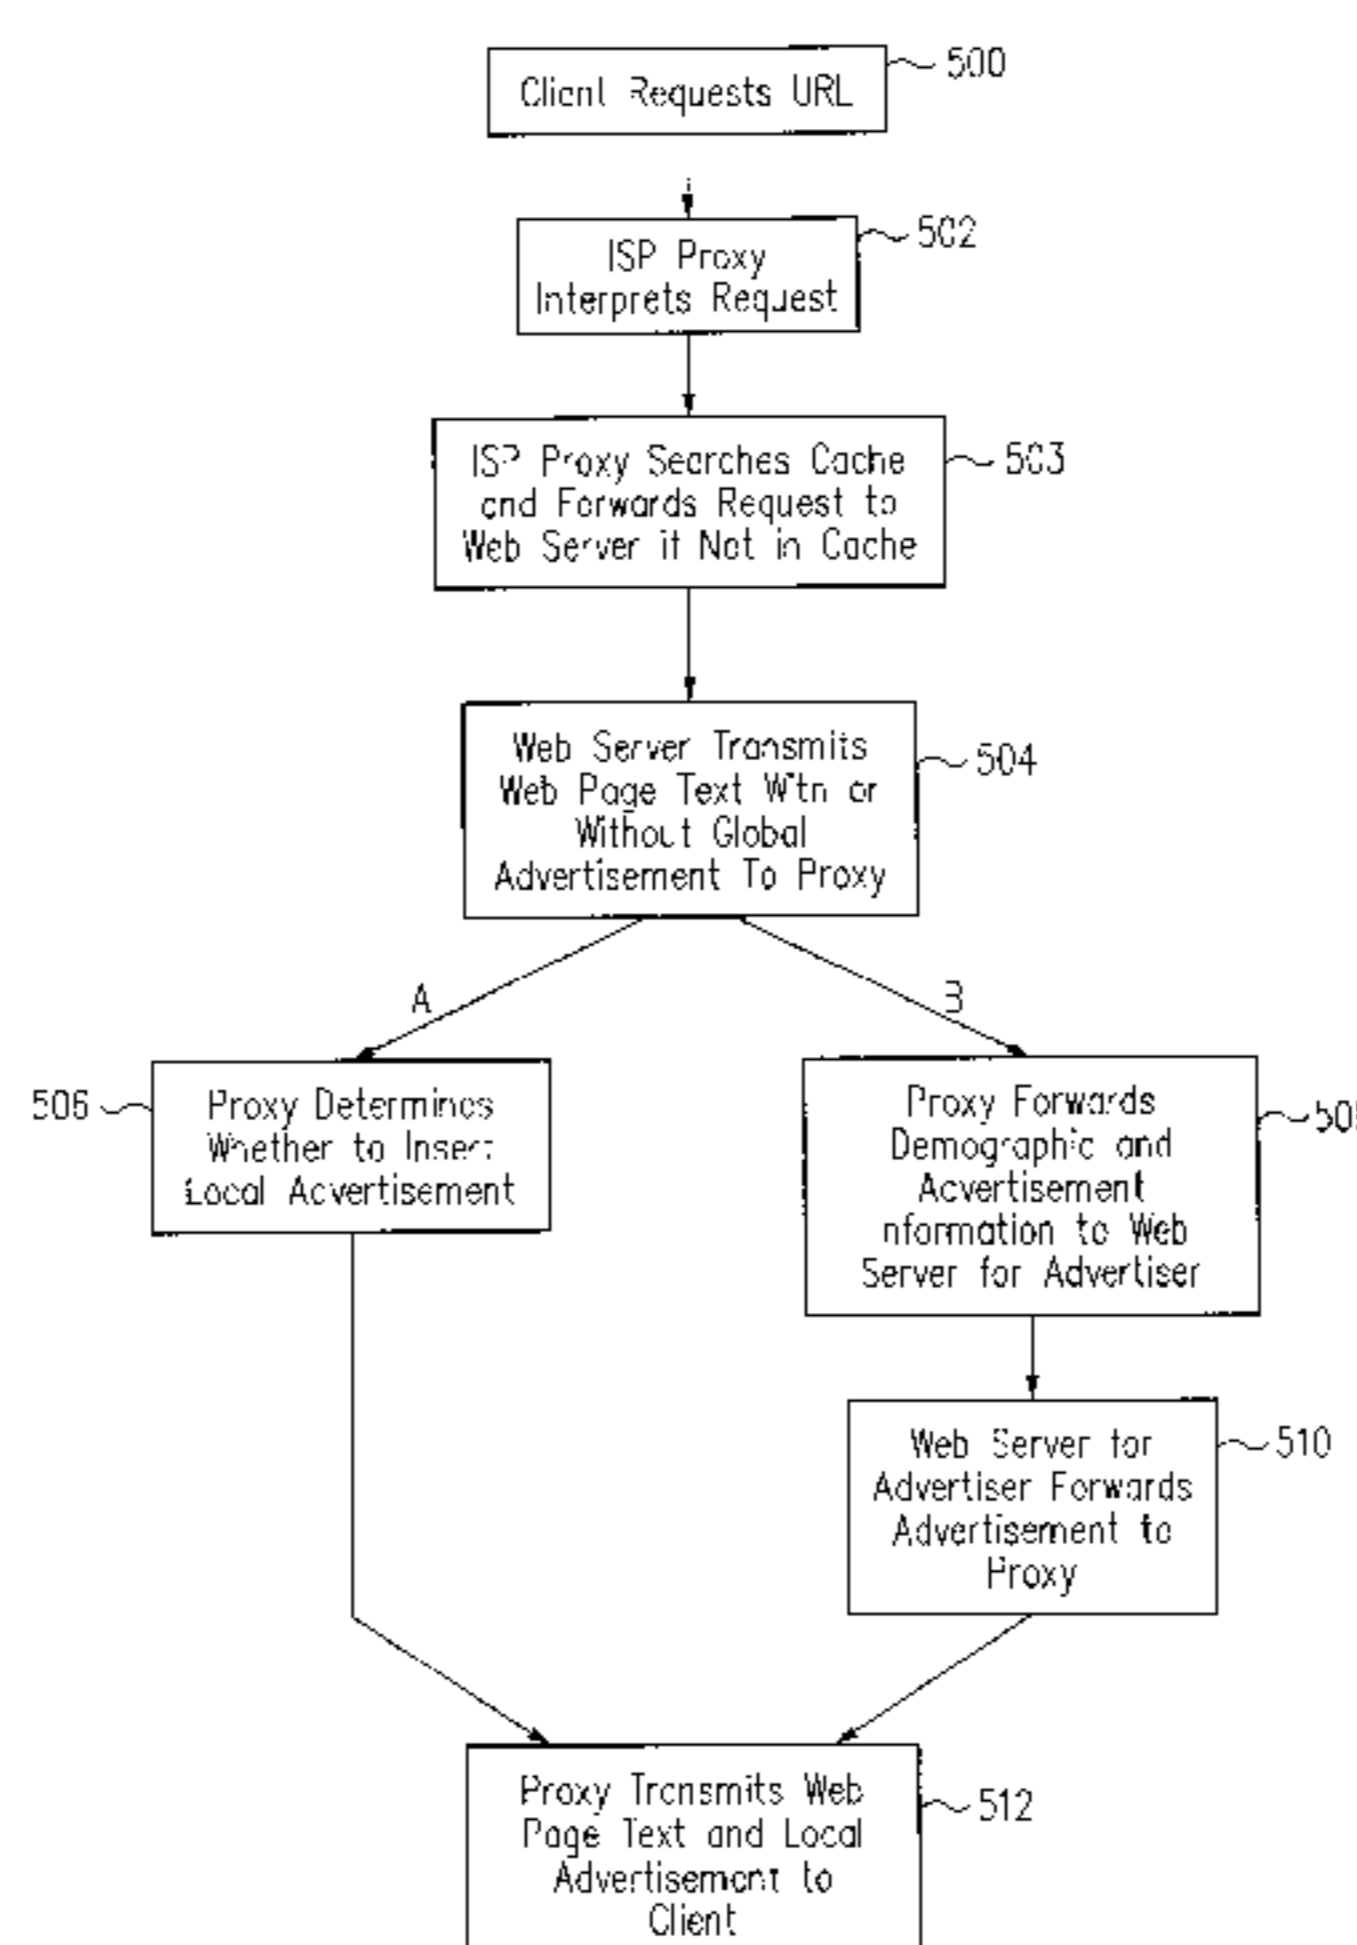 500
Client Requests URL
502
ISP Proxy
Interprets Request
503
ISP Proxy Searches Cache
and Forwards Request to
Web Server if Not in Cache
504
Web Server Transmits
Web Page Text With or
Without Global
Advertisement To Proxy
A
B
506
Proxy Determines
Whether to Insert
Local Advertisement
Proxy Forwards
Demographic and
Advertisement
nformation to Web
Server for Advertiser
510
Web Server for
Advertiser Forwards
Advertisement to
Proxy
512
Proxy Transmits Web
Page Text and Local
Advertisement to
Client